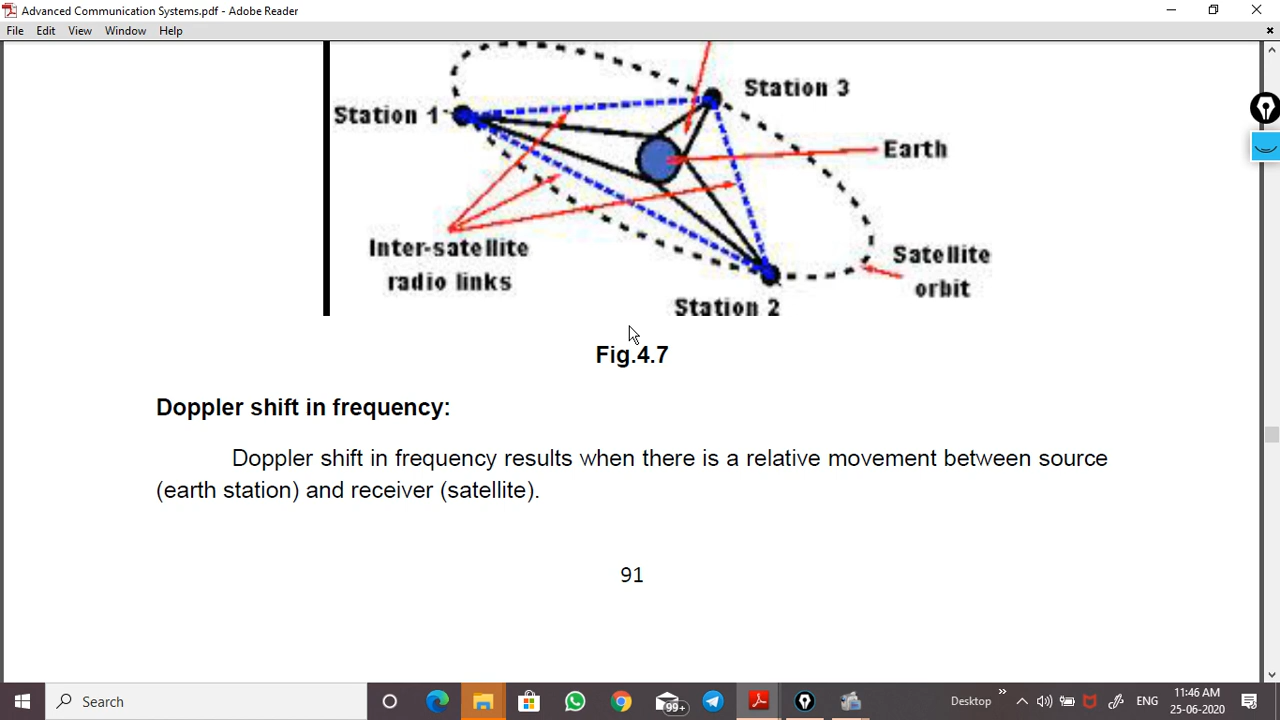 Advanced Communication Systems.pdf - Adobe Reader
File Edit View Window Help
Station 3
Station 1
Earth
Inter-satellite
radio links
Satellite
orbit
Station 2
Fig.4.7
Doppler shift in frequency:
Doppler shift in frequency results when there is a relative movement between source
(earth station) and receiver (satellite).
91
Search
99+
Desktop
ENG
11:46 AM
25-06-2020